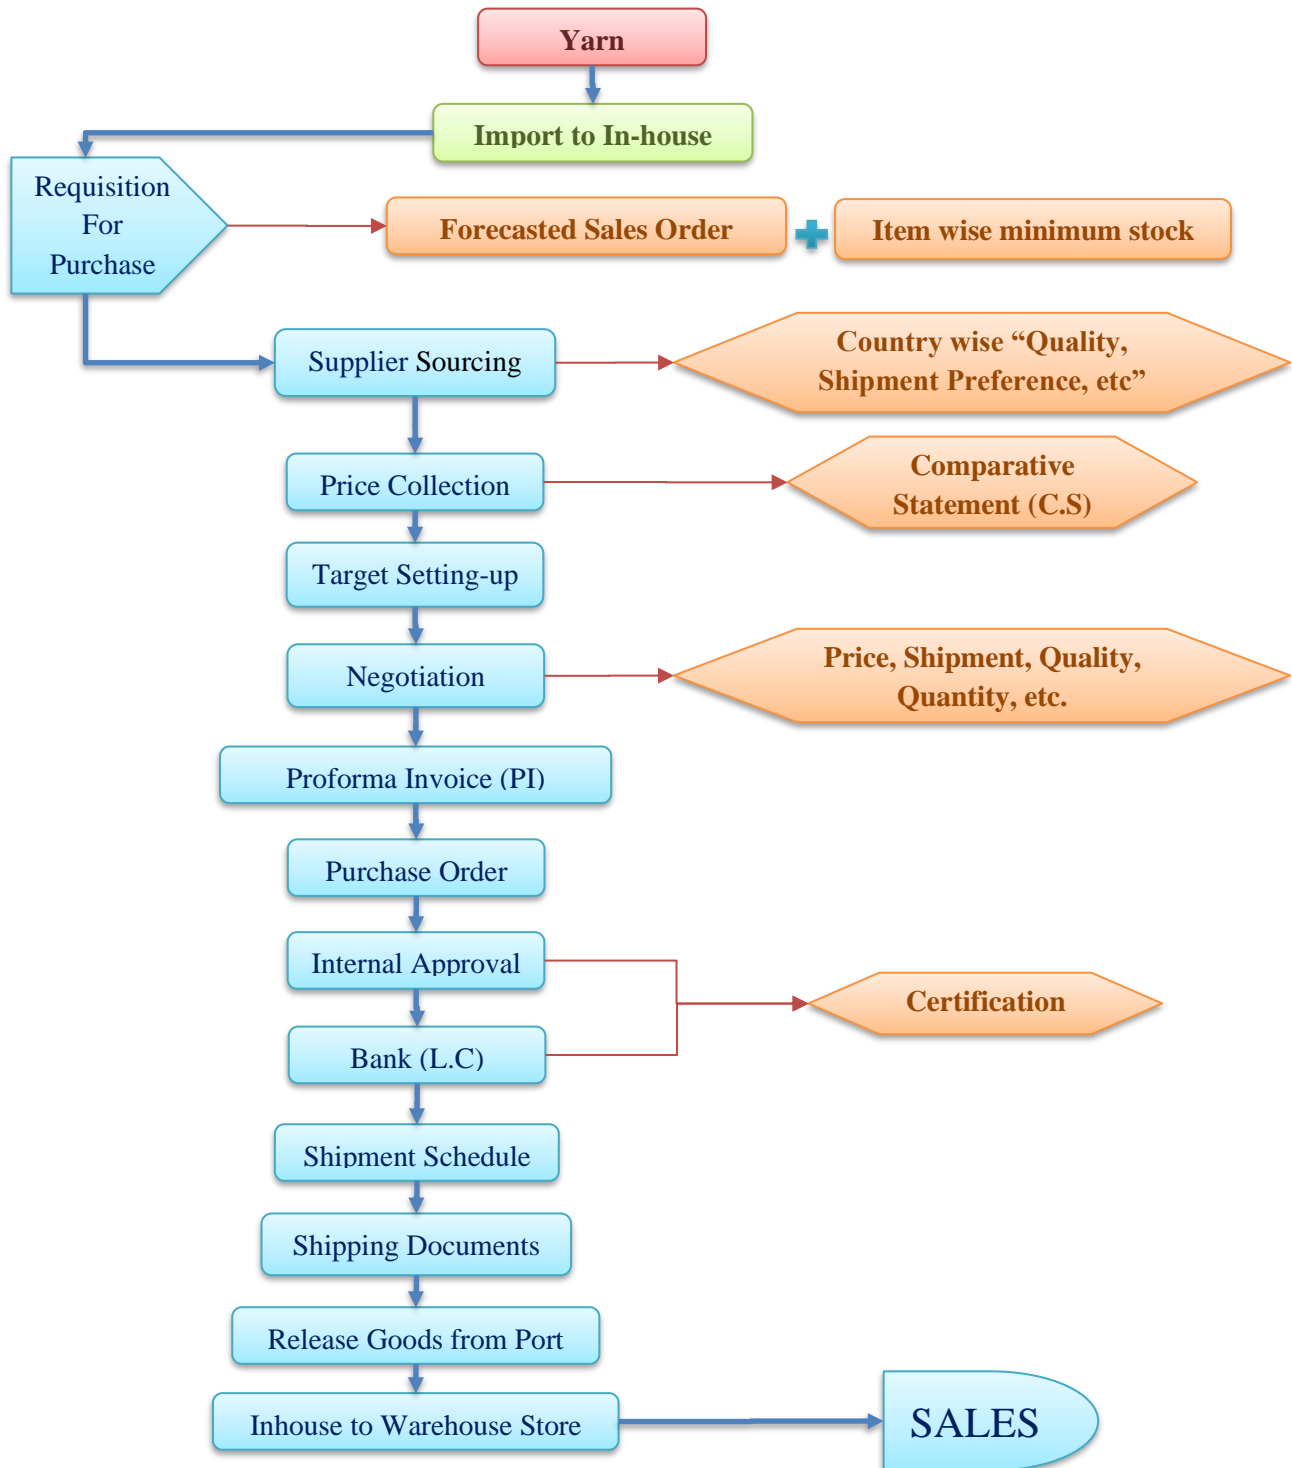 Yarn
Import to In-house
Requisition
For
Purchase
Forecasted Sales Order
Item wise minimum stock
Supplier Sourcing
Country wise “Quality,
Shipment Preference, etc”
Price Collection
Comparative
Statement (C.S)
Target Setting-up
Negotiation
Price, Shipment, Quality,
Quantity, etc.
Proforma Invoice (PI)
Purchase Order
Internal Approval
Certification
Bank (L.C)
Shipment Schedule
Shipping Documents
Release Goods from Port
Inhouse to Warehouse Store
SALES